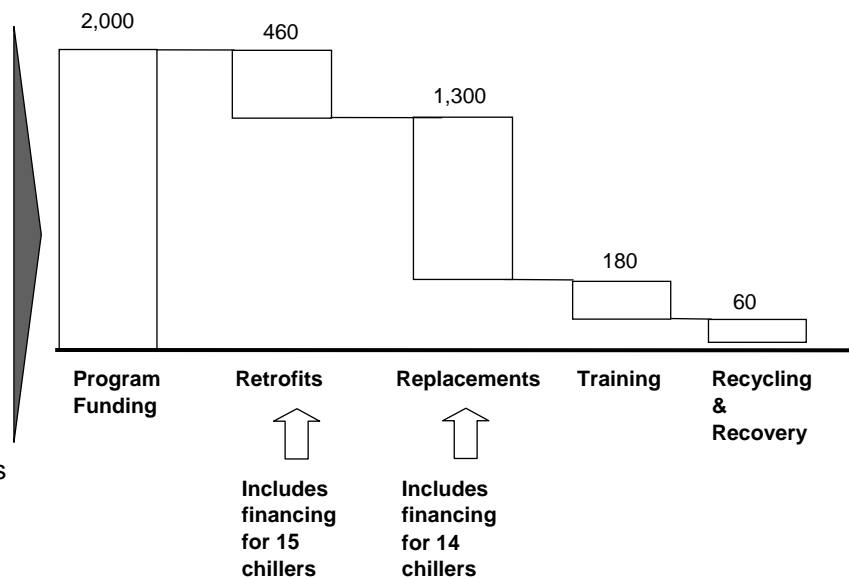 2,000
460
1,300
180
60
Program
Funding
Retrofits
Replacements
Training
Recycling
&
Recovery
s
Includes
financing
for 15
chillers
Includes
financing
for 14
chillers